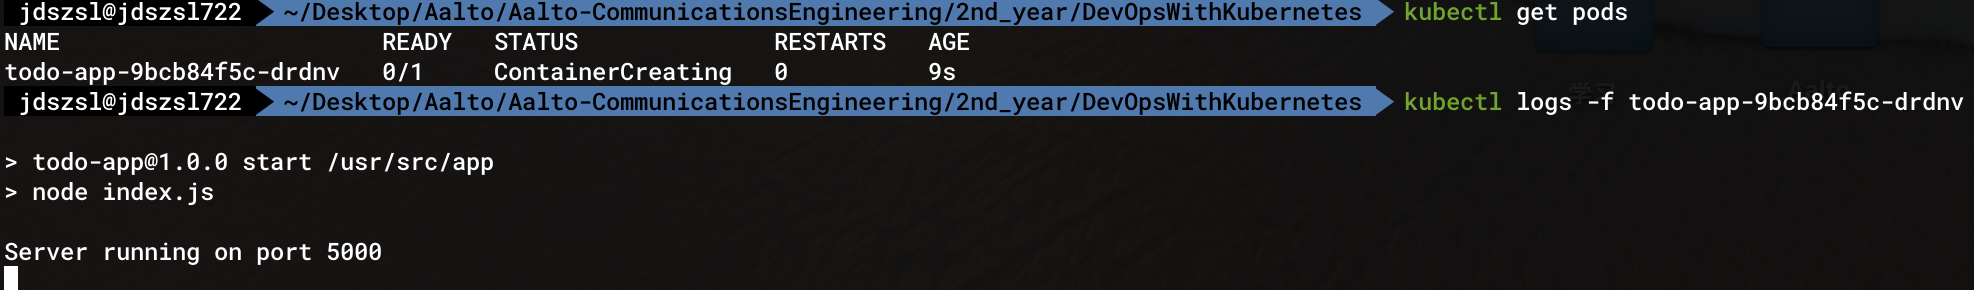 jdszsl@jdszsl722 ~/Desktop/Aalto/Aalto-CommunicationsEngineering/2nd_year/DevOpsWithKubernetes kubectl get pods
NAME READY STATUS RESTARTS AGE
todo-app-9bcb84f5c-drdnv 0/1 ContainerCreating 0 9s
jdszsl@jdszsl722 ~/Desktop/Aalto/Aalto-CommunicationsEngineering/2nd_year/DevOpsWithKubernetes kubectl logs -f todo-app-9bcb84f5c-drdnv
> todo-app@1.0.0 start /usr/src/app
> node index.js
Server running on port 5000